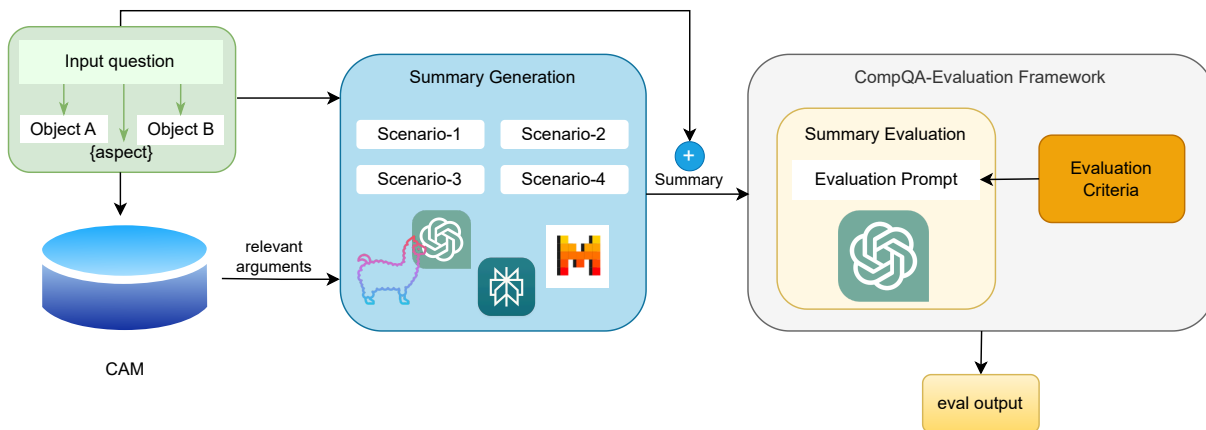 Input question
Object A
Object B
{aspect}
CAM
relevant
arguments
Summary Generation
Scenario-1
Scenario-2
Scenario-3
Scenario-4
+
Summary
CompQA-Evaluation Framework
Summary Evaluation
Evaluation Prompt
Evaluation
Criteria
eval output